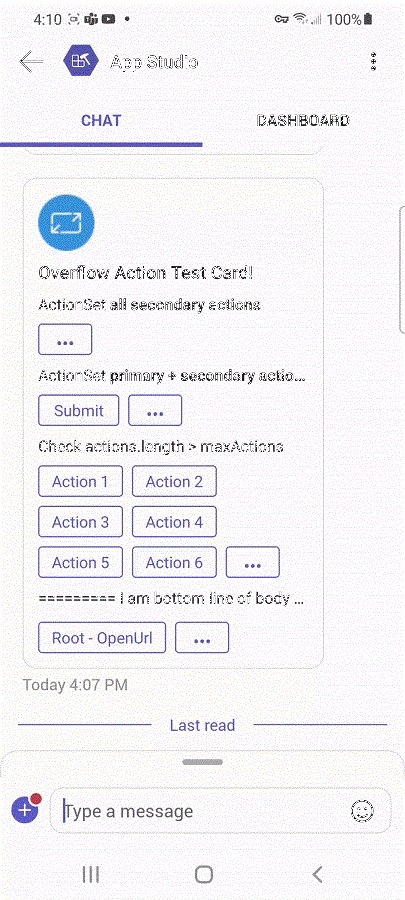 4:10 100%
App Studio
CHAT DASHBOARD
Overflow Action Test Card!
ActionSet all secondary actions
...
ActionSet primary + secondary actio...
Submit ...
Check actions.length > maxActions
Action 1 Action 2
Action 3 Action 4
Action 5 Action 6 ...
========= I am bottom line of body ...
Root - OpenUrl ...
Today 4:07 PM
Last read
Type a message